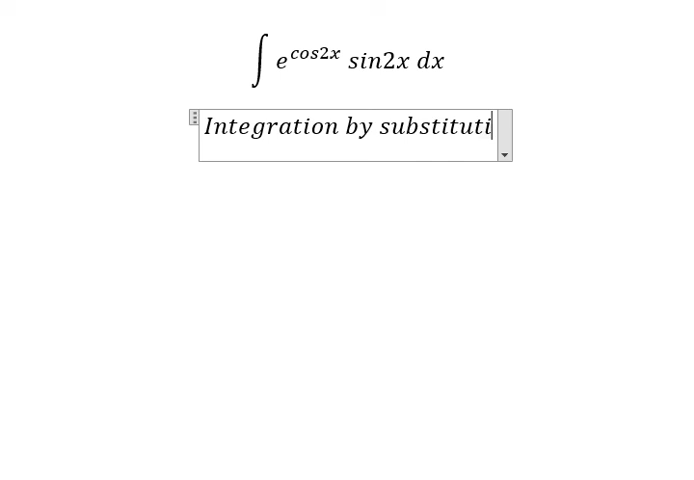 ∫ e^{cos2x} sin2x dx
Integration by substituti